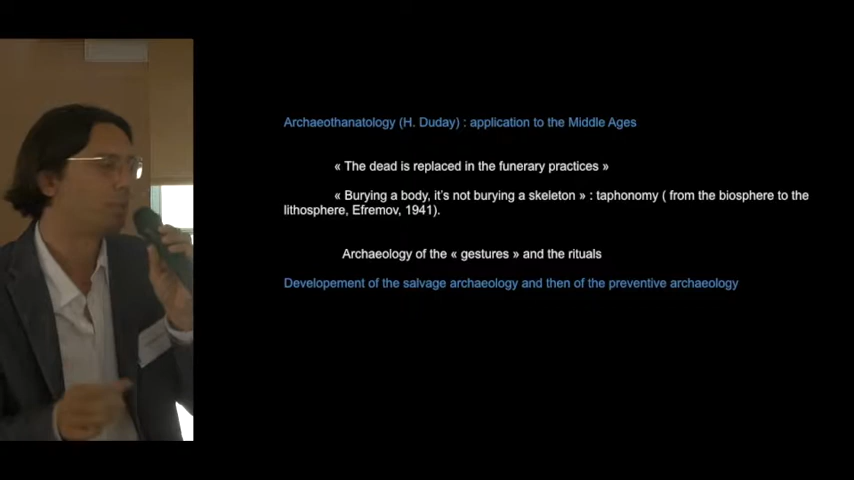 Archaeothanatology (H. Duday) : application to the Middle Ages
« The dead is replaced in the funerary practices »
« Burying a body, it's not burying a skeleton » : taphonomy ( from the biosphere to the
lithosphere, Efremov, 1941).
Archaeology of the « gestures » and the rituals
Developement of the salvage archaeology and then of the preventive archaeology